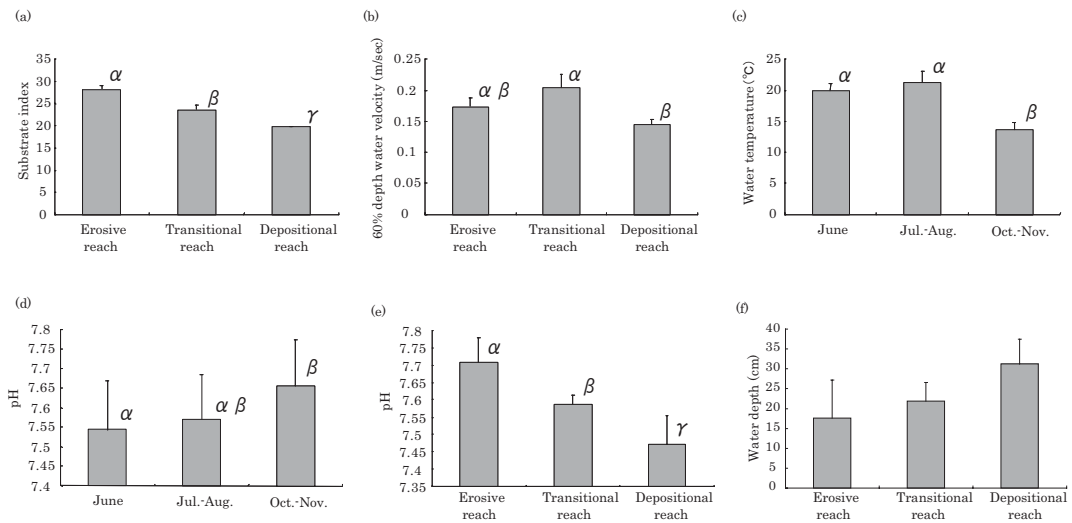 (a)
Substrate index
35
30
25
20
15
10
5
0
α
β
γ
Erosive
reach
Transitional
reach
Depositional
reach
(b)
60% depth water velocity (m/sec)
0.25
0.2
0.15
0.1
0.05
0
α β
α
β
Erosive
reach
Transitional
reach
Depositional
reach
(c)
Water temperature (℃)
25
20
15
10
5
0
α
α
β
June
Jul.-Aug.
Oct.-Nov.
(d)
pH
7.8
7.75
7.7
7.65
7.6
7.55
7.5
7.45
7.4
α
α β
β
June
Jul.-Aug.
Oct.-Nov.
(e)
pH
7.8
7.75
7.7
7.65
7.6
7.55
7.5
7.45
7.4
7.35
α
β
γ
Erosive
reach
Transitional
reach
Depositional
reach
(f)
Water depth (cm)
40
35
30
25
20
15
10
5
0
Erosive
reach
Transitional
reach
Depositional
reach